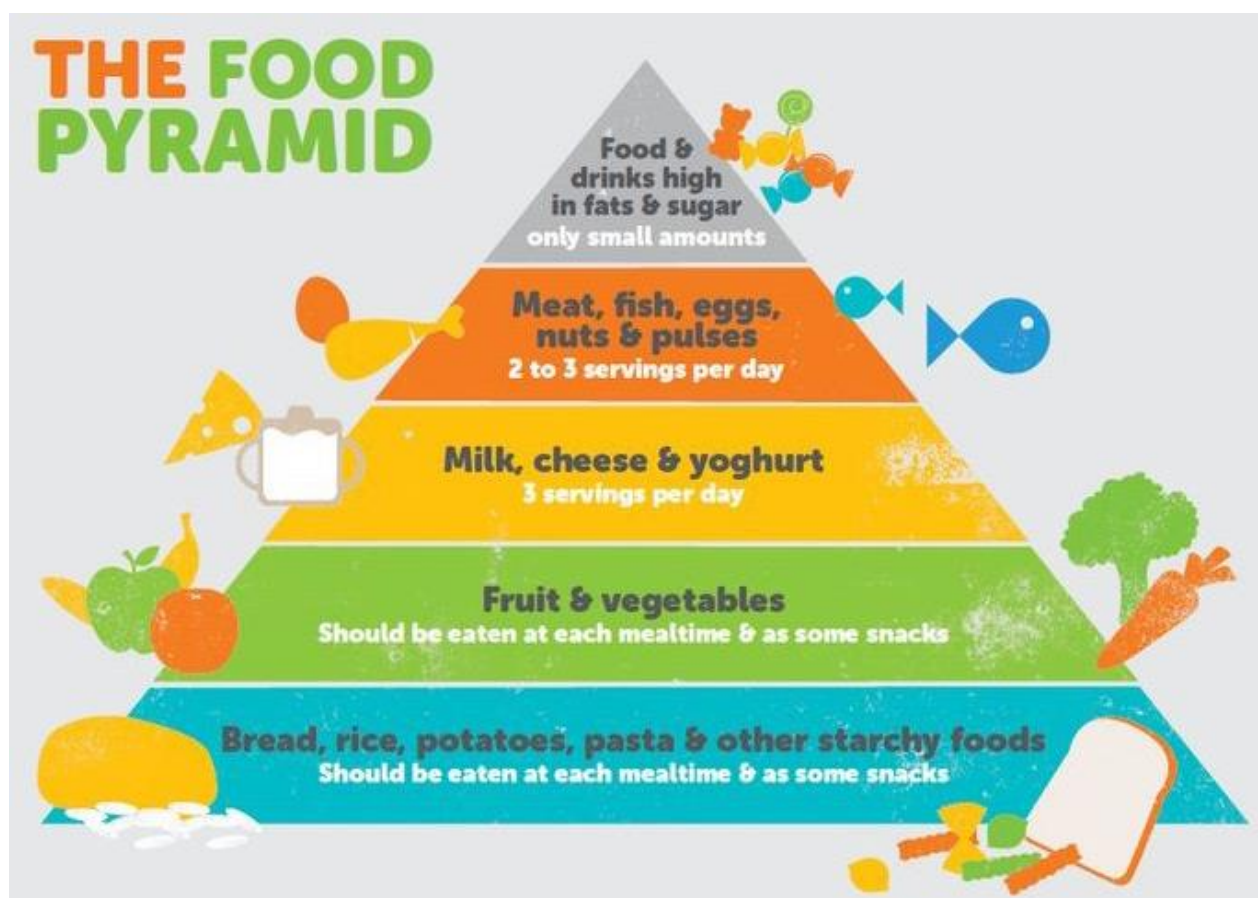 THE FOOD
PYRAMID
Food &
drinks high
in fats & sugar
only small amounts
Meat, fish, eggs,
nuts & pulses
2 to 3 servings per day
Milk, cheese & yoghurt
3 servings per day
Fruit & vegetables
Should be eaten at each mealtime & as some snacks
Bread, rice, potatoes, pasta & other starchy foods
Should be eaten at each mealtime & as some snacks